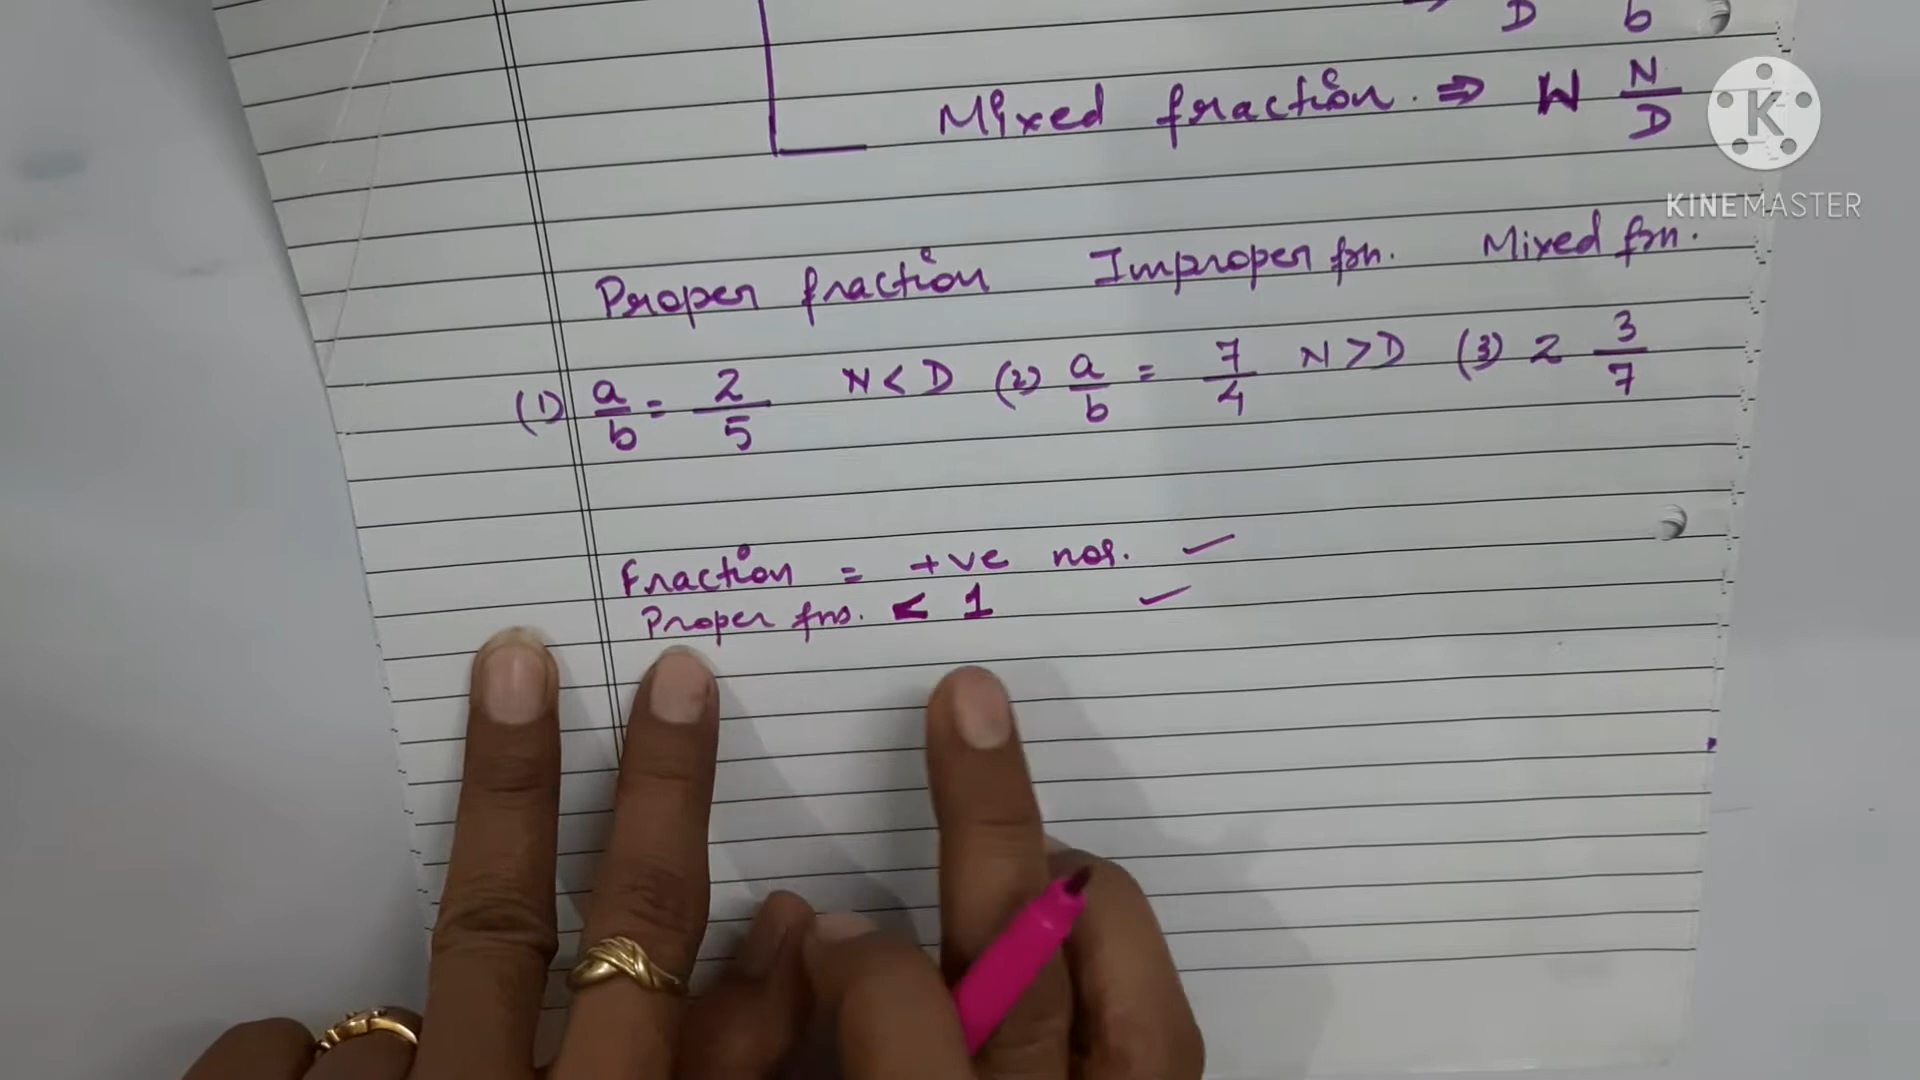 D b
Mixed fraction. ⇒ W N/D
KINEMASTER
Proper fraction Improper frn. Mixed frn.
(1) a/b = 2/5 N < D (2) a/b = 7/4 N > D (3) 2 3/7
Fraction = +ve nos. ✓
Proper frns. < 1 ✓